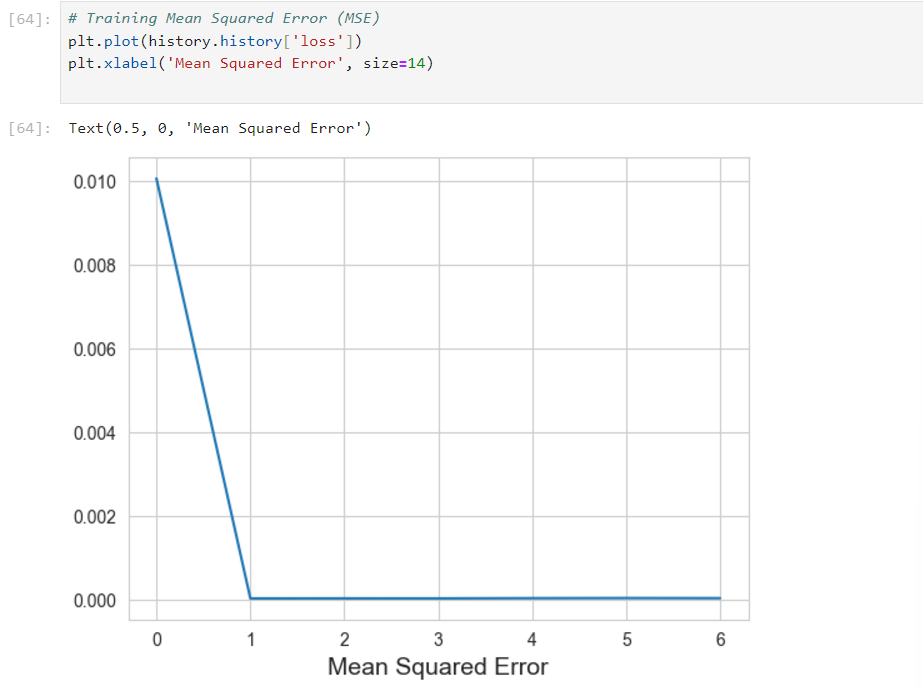 [64]: # Training Mean Squared Error (MSE)
plt.plot(history.history['loss'])
plt.xlabel('Mean Squared Error', size=14)
[64]: Text(0.5, 0, 'Mean Squared Error')
0.010
0.008
0.006
0.004
0.002
0.000
0 1 2 3 4 5 6
Mean Squared Error